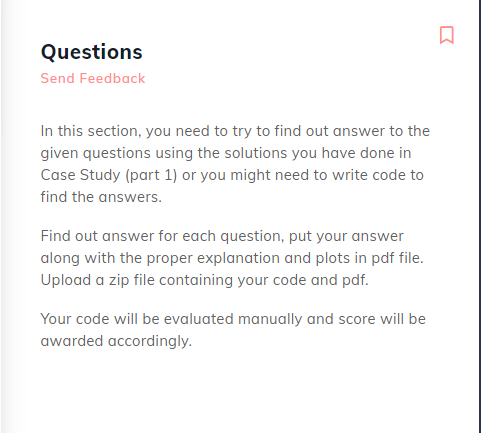 Questions
Send Feedback
In this section, you need to try to find out answer to the
given questions using the solutions you have done in
Case Study (part 1) or you might need to write code to
find the answers.
Find out answer for each question, put your answer
along with the proper explanation and plots in pdf file.
Upload a zip file containing your code and pdf.
Your code will be evaluated manually and score will be
awarded accordingly.